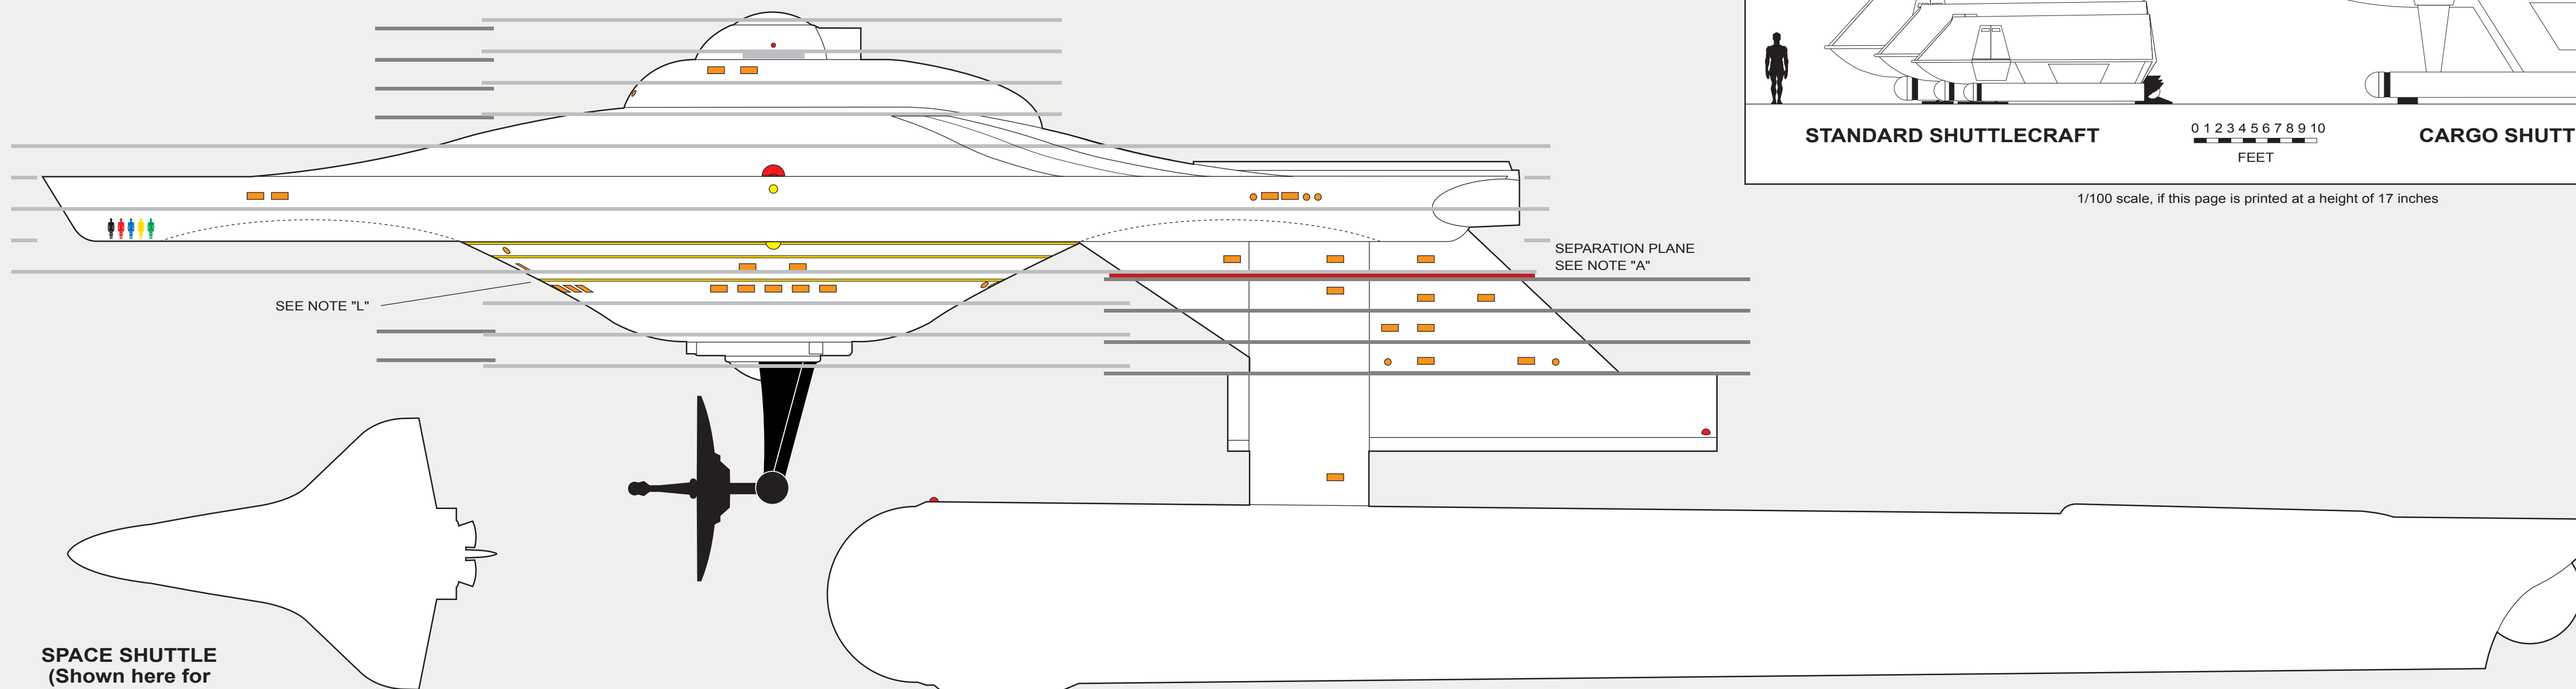 STANDARD SHUTTLECRAFT
0 1 2 3 4 5 6 7 8 9 10
FEET
CARGO SHUTT
1/100 scale, if this page is printed at a height of 17 inches
SEPARATION PLANE
SEE NOTE "A"
SEE NOTE "L"
SPACE SHUTTLE
(Shown here for